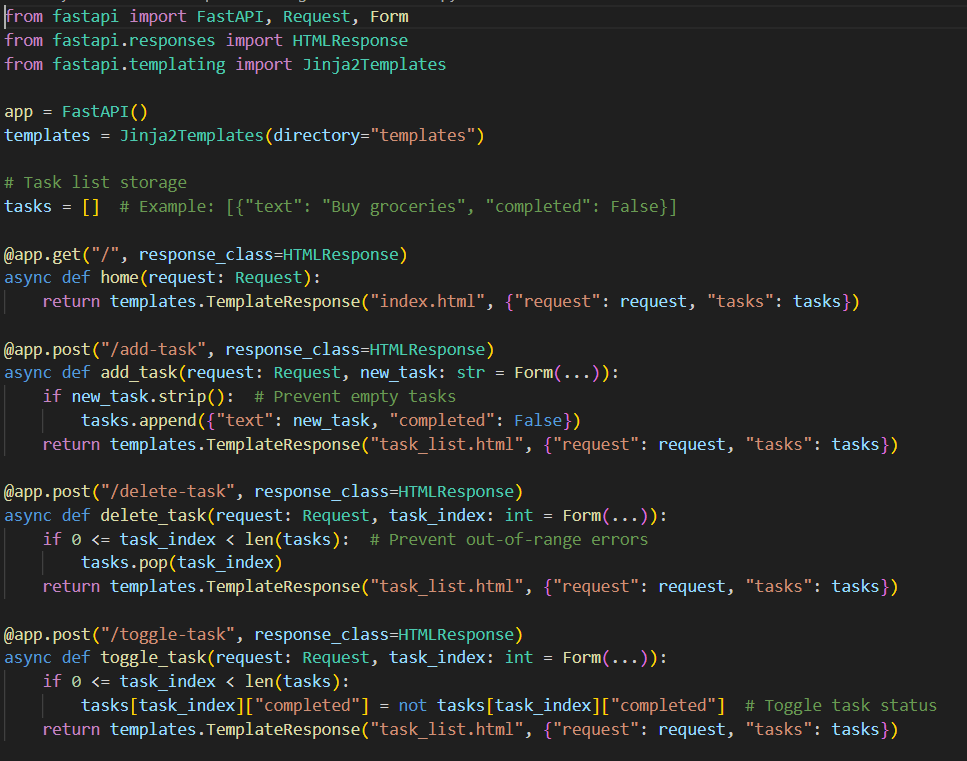 from fastapi import FastAPI, Request, Form
from fastapi.responses import HTMLResponse
from fastapi.templating import Jinja2Templates

app = FastAPI()
templates = Jinja2Templates(directory="templates")

# Task list storage
tasks = []  # Example: [{"text": "Buy groceries", "completed": False}]

@app.get("/", response_class=HTMLResponse)
async def home(request: Request):
    return templates.TemplateResponse("index.html", {"request": request, "tasks": tasks})

@app.post("/add-task", response_class=HTMLResponse)
async def add_task(request: Request, new_task: str = Form(...)):
    if new_task.strip():  # Prevent empty tasks
        tasks.append({"text": new_task, "completed": False})
    return templates.TemplateResponse("task_list.html", {"request": request, "tasks": tasks})

@app.post("/delete-task", response_class=HTMLResponse)
async def delete_task(request: Request, task_index: int = Form(...)):
    if 0 <= task_index < len(tasks):  # Prevent out-of-range errors
        tasks.pop(task_index)
    return templates.TemplateResponse("task_list.html", {"request": request, "tasks": tasks})

@app.post("/toggle-task", response_class=HTMLResponse)
async def toggle_task(request: Request, task_index: int = Form(...)):
    if 0 <= task_index < len(tasks):
        tasks[task_index]["completed"] = not tasks[task_index]["completed"]  # Toggle task status
    return templates.TemplateResponse("task_list.html", {"request": request, "tasks": tasks})